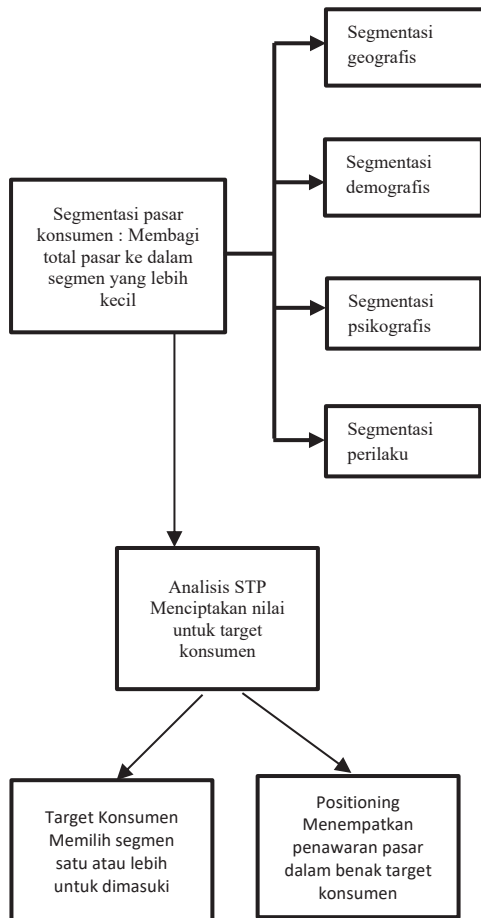 Segmentasi
geografis
Segmentasi
demografis
Segmentasi pasar
konsumen : Membagi
total pasar ke dalam
segmen yang lebih
kecil
Segmentasi
psikografis
Segmentasi
perilaku
Analisis STP
Menciptakan nilai
untuk target
konsumen
Target Konsumen
Memilih segmen
satu atau lebih
untuk dimasuki
Positioning
Menempatkan
penawaran pasar
dalam benak target
konsumen